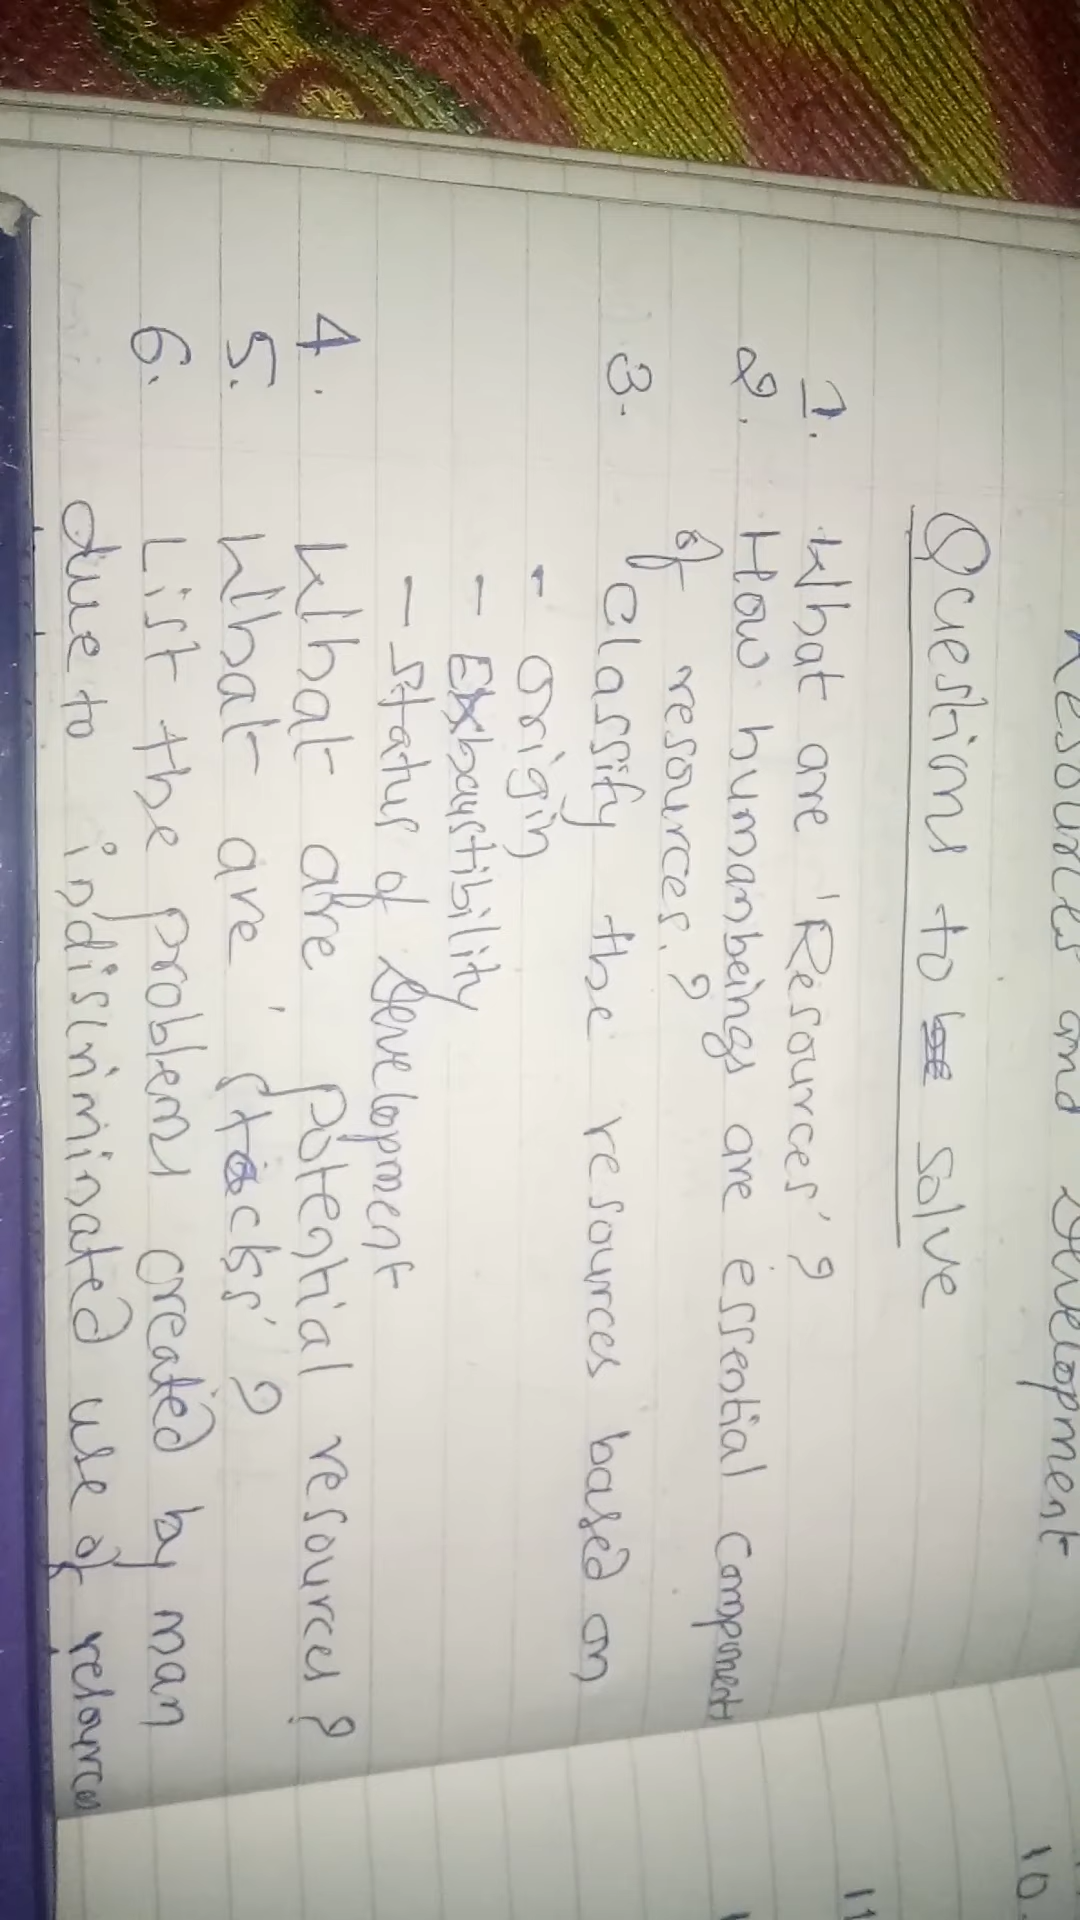 Resources and Development
Questions to solve
1. What are 'Resources'?
2. How humanbeings are essential component
of resources.?
3. Classify the resources based on
- Origin
- Exhaustibility
- Status of Development
4. What are potential resources?
5. What are 'stocks'?
6. List the problems created by man
due to indiscriminated use of resources
10.
11